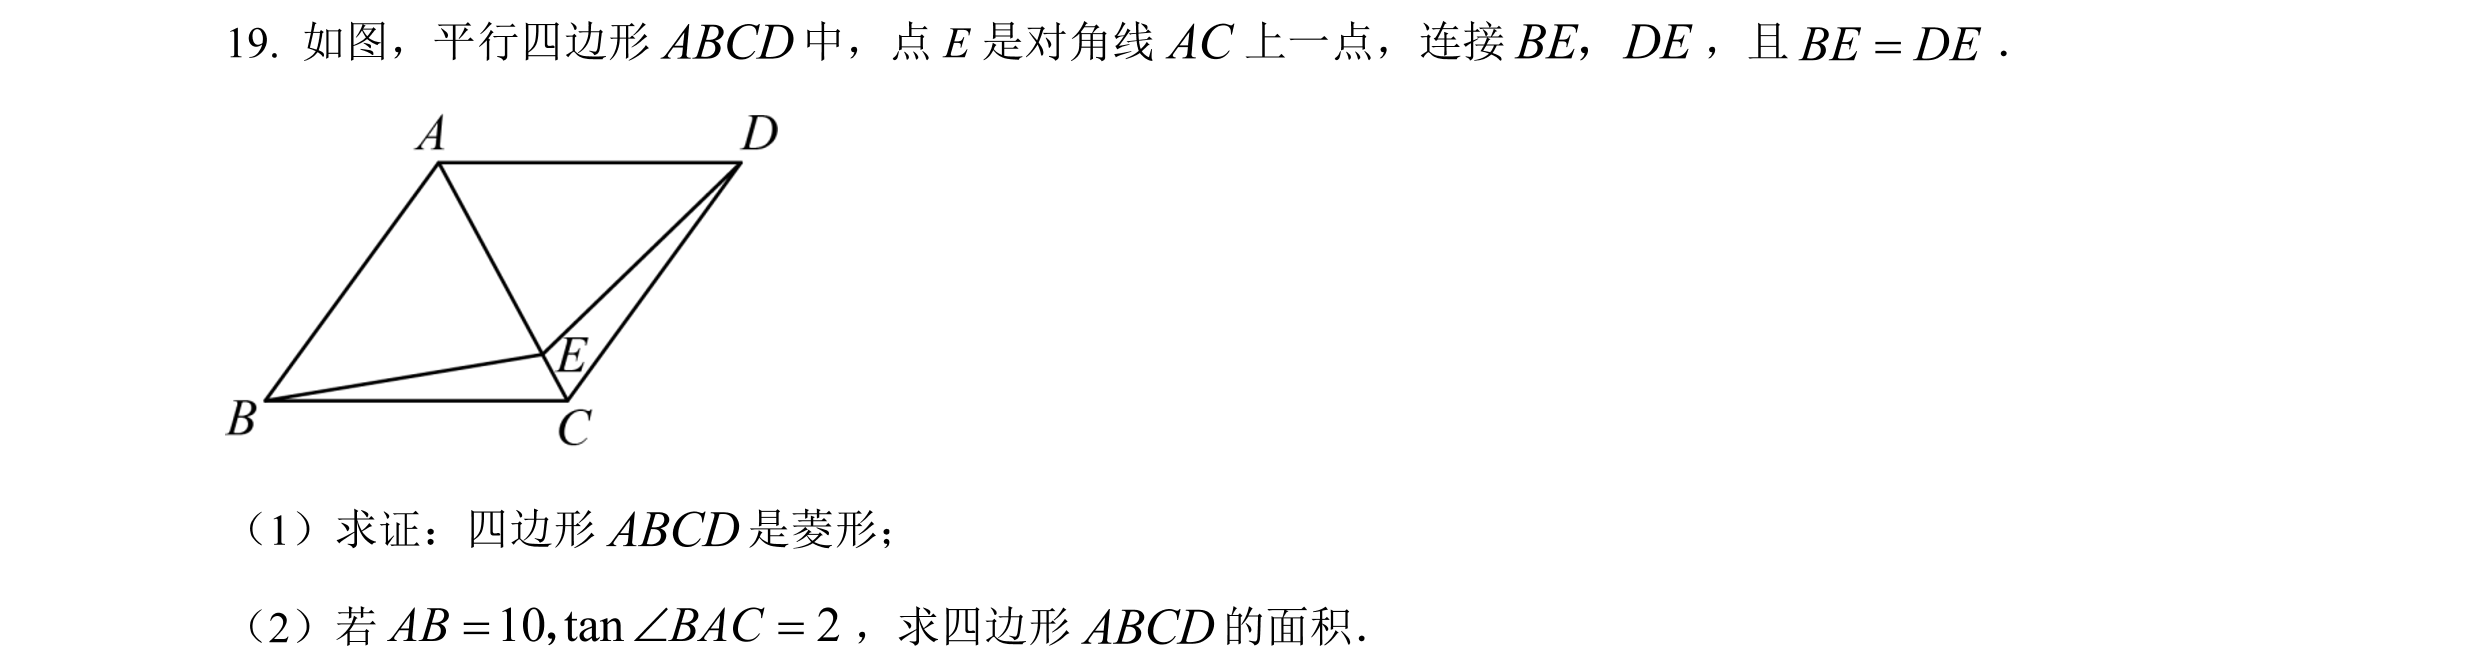 19. 如图，平行四边形 ABCD 中，点 E 是对角线 AC 上一点，连接 BE，DE，且 BE = DE．
A
D
E
B
C
（1）求证：四边形 ABCD 是菱形；
（2）若 AB = 10, tan ∠BAC = 2，求四边形 ABCD 的面积．